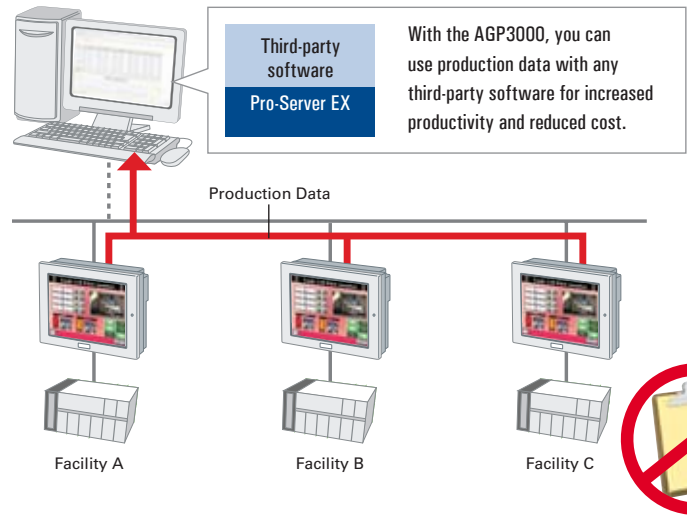 Third-party
software
Pro-Server EX
With the AGP3000, you can
use production data with any
third-party software for increased
productivity and reduced cost.
Production Data
Facility A
Facility B
Facility C